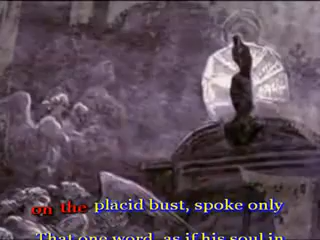 on the placid bust, spoke only
That one word, as if his soul in